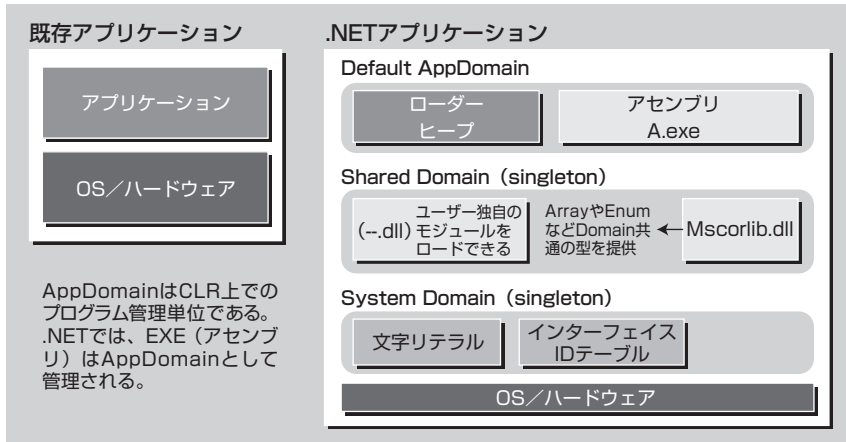 既存アプリケーション
アプリケーション
OS／ハードウェア
AppDomainはCLR上での
プログラム管理単位である。
.NETでは、EXE（アセンブ
リ）はAppDomainとして
管理される。
.NETアプリケーション
Default AppDomain
ローダー
ヒープ
アセンブリ
A.exe
Shared Domain（singleton）
(--.dll)
ユーザー独自の
モジュールを
ロードできる
ArrayやEnum
などDomain共
通の型を提供
Mscorlib.dll
System Domain（singleton）
文字リテラル
インターフェイス
IDテーブル
OS／ハードウェア